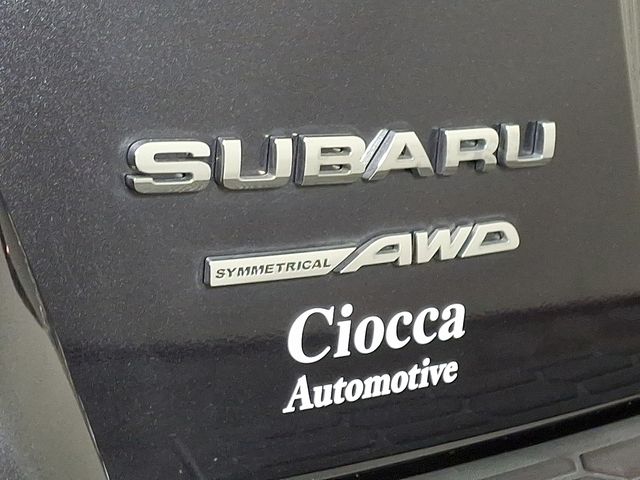 SUBARU
SYMMETRICAL AWD
Ciocca
Automotive